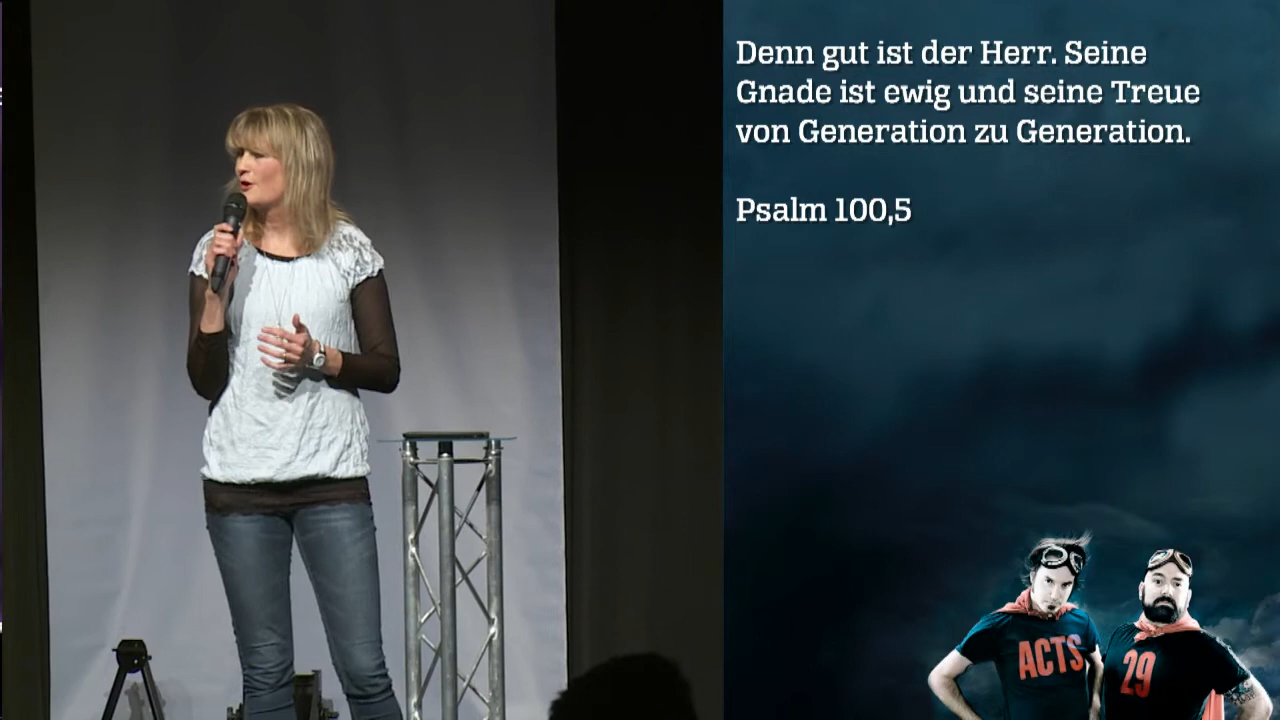 Denn gut ist der Herr. Seine
Gnade ist ewig und seine Treue
von Generation zu Generation.
Psalm 100,5
ACTS
29